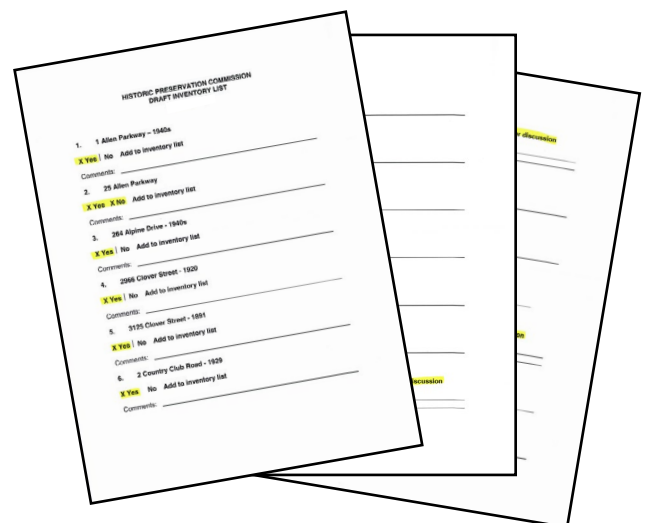 HISTORIC PRESERVATION COMMISSION
DRAFT INVENTORY LIST
1. 1 Allen Parkway – 1940s
X Yes | No Add to inventory list
Comments:
2. 25 Allen Parkway
X Yes X No Add to inventory list
Comments:
3. 264 Alpine Drive - 1940s
X Yes | No Add to inventory list
Comments:
4. 2966 Clover Street - 1920
X Yes | No Add to inventory list
Comments:
5. 3125 Clover Street - 1891
X Yes | No Add to inventory list
Comments:
6. 2 Country Club Road - 1929
X Yes No Add to inventory list
Comments:
discussion
discussion